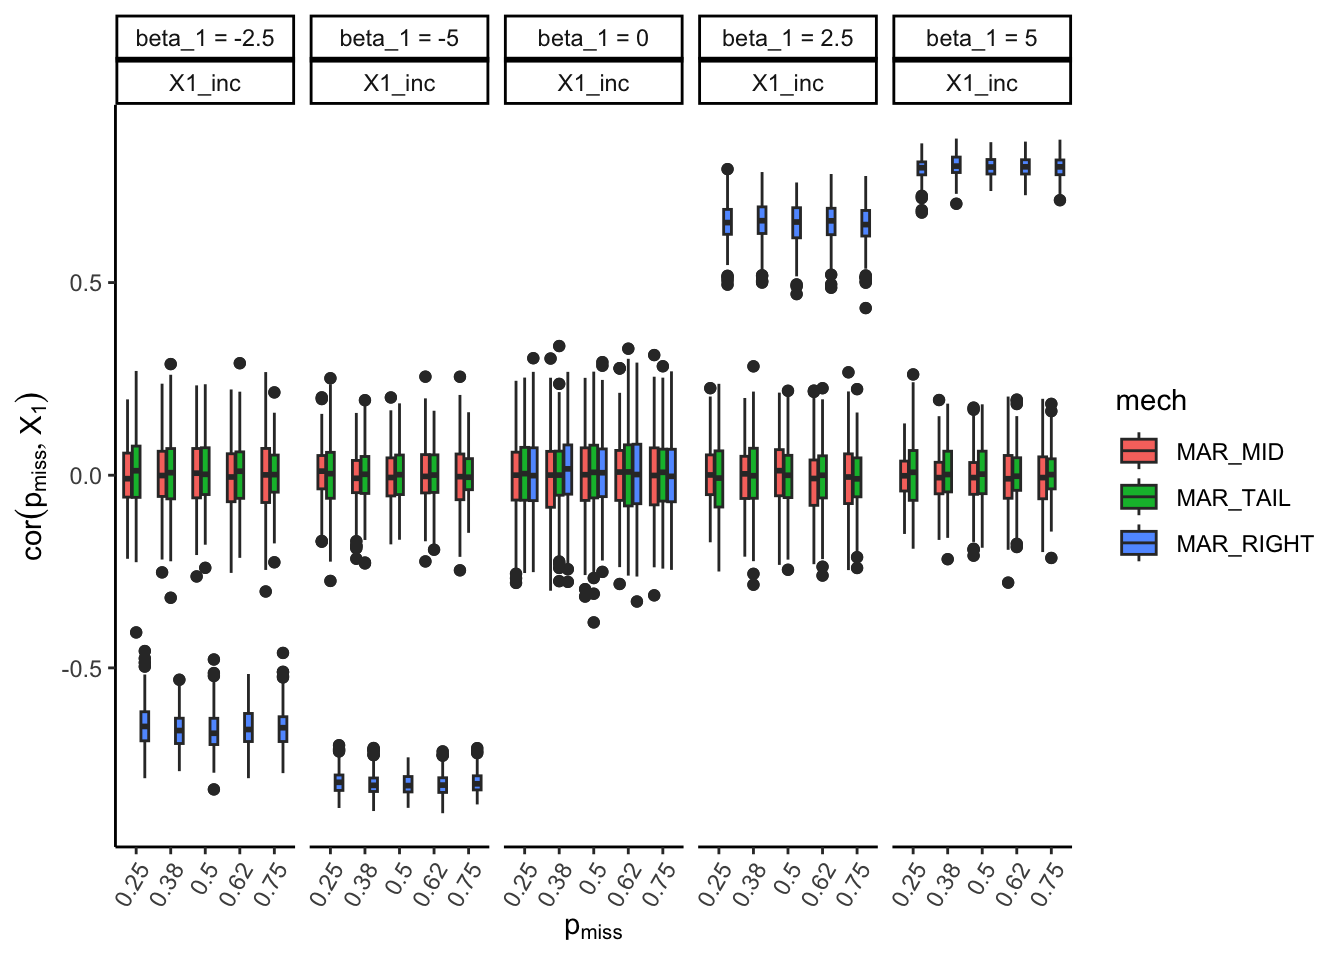 beta_1 = -2.5 beta_1 = -5 beta_1 = 0 beta_1 = 2.5 beta_1 = 5
X1_inc X1_inc X1_inc X1_inc X1_inc
0.5
0.0
-0.5
cor(p_miss, X_1)
0.25 0.38 0.5 0.62 0.75 0.25 0.38 0.5 0.62 0.75 0.25 0.38 0.5 0.62 0.75 0.25 0.38 0.5 0.62 0.75 0.25 0.38 0.5 0.62 0.75
p_miss
mech
MAR_MID
MAR_TAIL
MAR_RIGHT